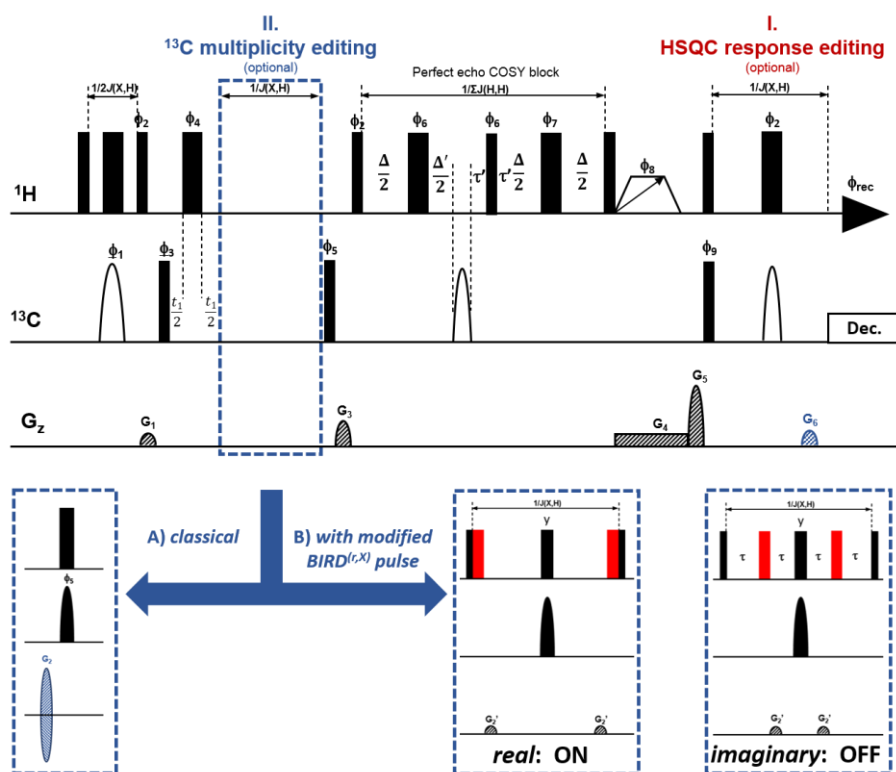 II.
¹³C multiplicity editing
(optional)
I.
HSQC response editing
(optional)
Perfect echo COSY block
1/2J(X,H)
1/J(X,H)
1/ΣJ(H,H)
1/J(X,H)
ϕ₂ ϕ₄ ϕ₂ ϕ₆ ϕ₆ ϕ₇ ϕ₂
¹H Δ/2 Δ'/2 τ' τ' Δ/2 Δ/2 ϕ₈ ϕrec
ϕ₁ ϕ₃ ϕ₅ ϕ₉
¹³C t₁/2 t₁/2 Dec.
Gz G₁ G₃ G₄ G₅ G₆
A) classical
B) with modified
BIRD(r,X) pulse
ϕ₅
G₂
1/J(X,H)
y
G₂' G₂'
real: ON
1/J(X,H)
y
τ τ τ τ
G₂' G₂'
imaginary: OFF